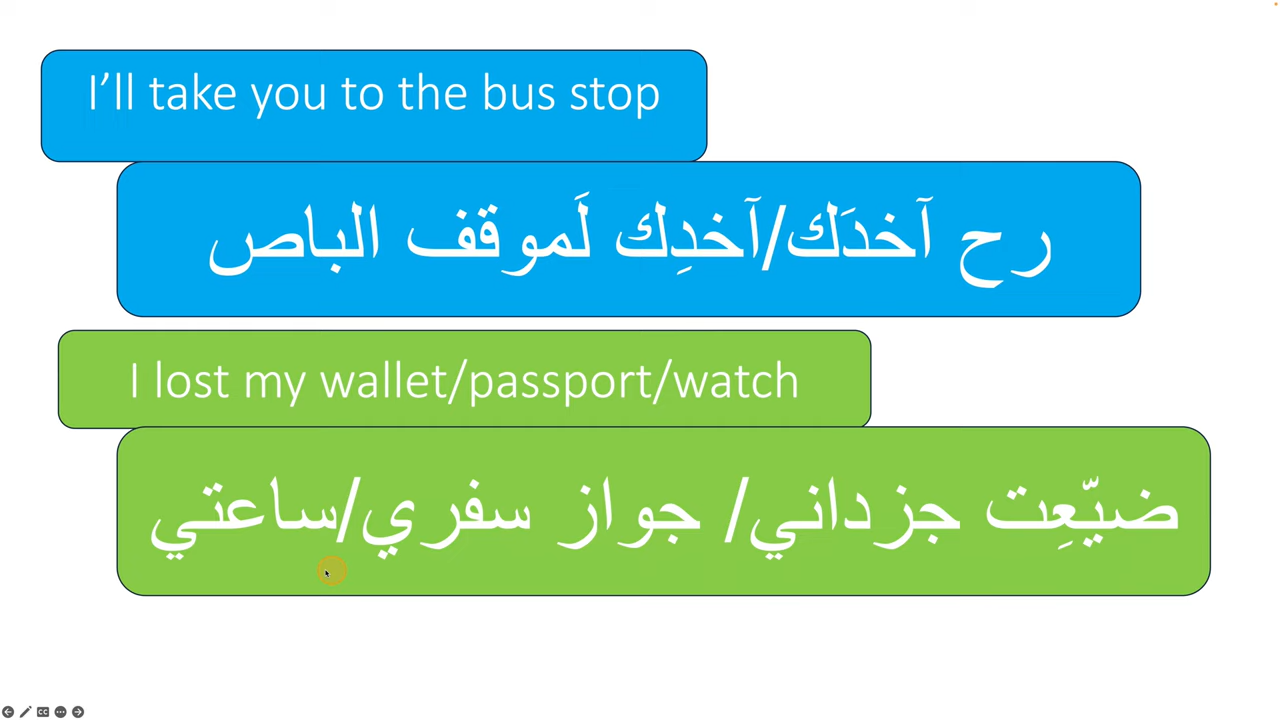 I’ll take you to the bus stop
رح آخدَك/آخدِك لَموقف الباص
I lost my wallet/passport/watch
ضيّعِت جزداني/ جواز سفري/ساعتي